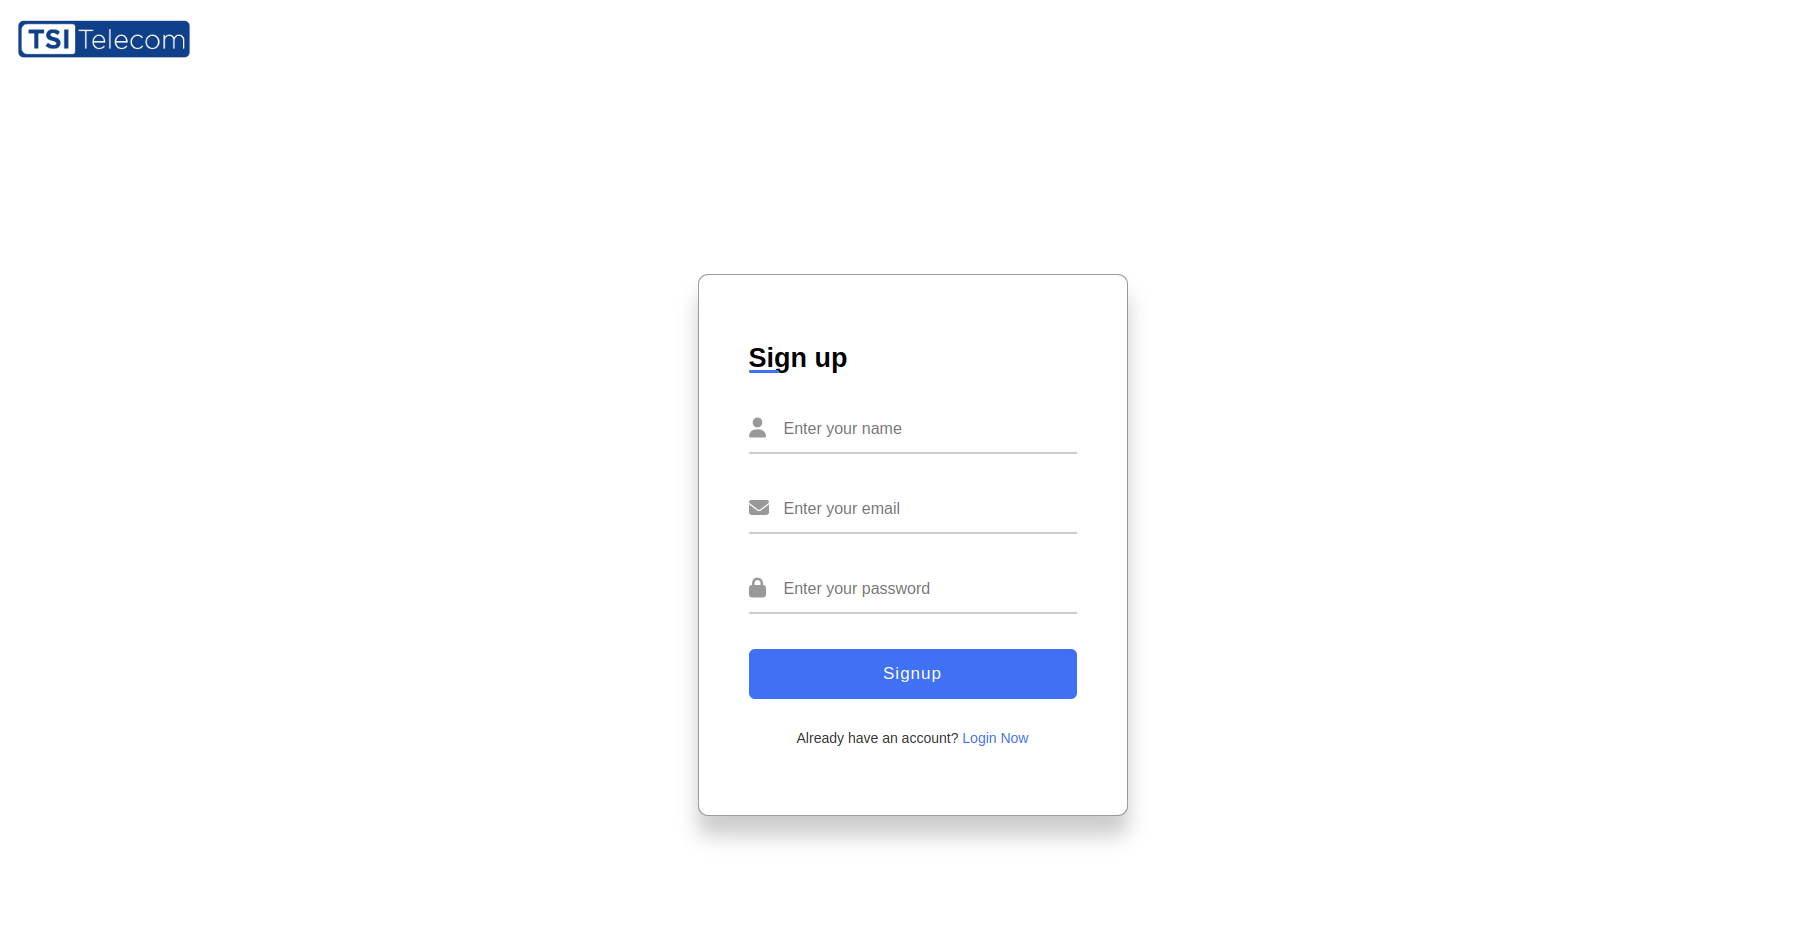 TSI Telecom
Sign up
Enter your name
Enter your email
Enter your password
Signup
Already have an account? Login Now